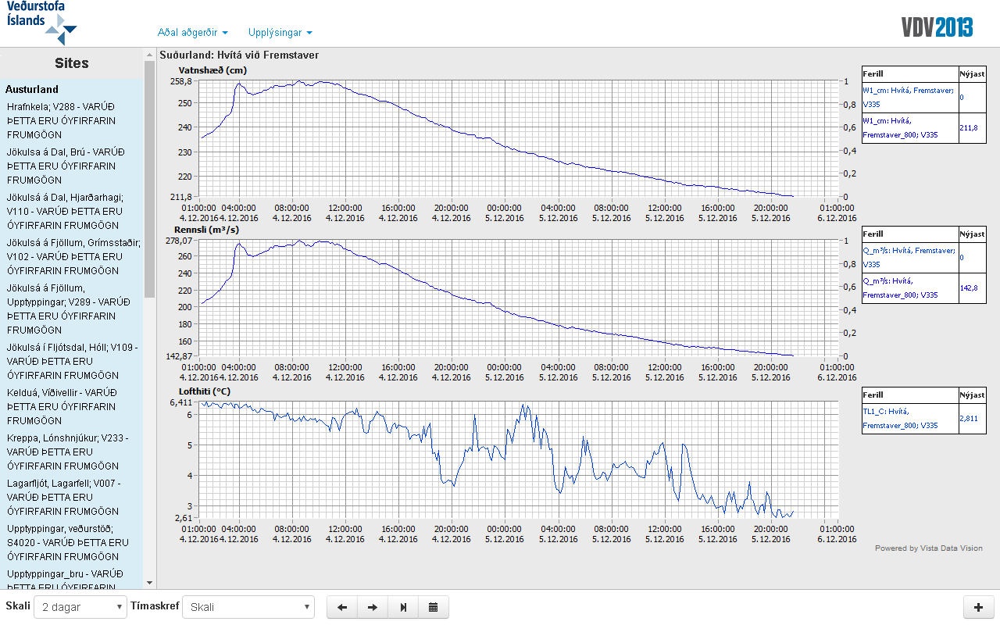 Veðurstofa
Íslands
Aðal aðgerðir
Upplýsingar
VDV2013
Sites
Austurland
Hrafnkela; V288 - VARÚÐ
ÞETTA ERU ÓYFIRFARIN
FRUMGÖGN
Jökulsa á Dal, Brú - VARÚÐ
ÞETTA ERU ÓYFIRFARIN
FRUMGÖGN
Jökulsá á Dal, Hjarðarhagi;
V110 - VARÚÐ ÞETTA ERU
ÓYFIRFARIN FRUMGÖGN
Jökulsá á Fjöllum, Grímsstaðir;
V102 - VARÚÐ ÞETTA ERU
ÓYFIRFARIN FRUMGÖGN
Jökulsá á Fjöllum,
Upptyppingar; V289 - VARÚÐ
ÞETTA ERU ÓYFIRFARIN
FRUMGÖGN
Jökulsá í Fljótsdal, Hóll; V109 -
VARÚÐ ÞETTA ERU
ÓYFIRFARIN FRUMGÖGN
Kelduá, Víðivellir - VARÚÐ
ÞETTA ERU ÓYFIRFARIN
FRUMGÖGN
Kreppa, Lónshnjúkur; V233 -
VARÚÐ ÞETTA ERU
ÓYFIRFARIN FRUMGÖGN
Lagarfljót, Lagarfell; V007 -
VARÚÐ ÞETTA ERU
ÓYFIRFARIN FRUMGÖGN
Upptyppingar, veðurstöð;
S4020 - VARÚÐ ÞETTA ERU
ÓYFIRFARIN FRUMGÖGN
Upptyppingar_bru - VARÚÐ
ÞETTA ERU ÓYFIRFARIN
Suðurland: Hvítá við Fremstaver
Vatnshæð (cm)
258,8
250
240
230
220
211,8
1
0,8
0,6
0,4
0,2
0
01:00:00 04:00:00 08:00:00 12:00:00 16:00:00 20:00:00 00:00:00 04:00:00 08:00:00 12:00:00 16:00:00 20:00:00 01:00:00
4.12.2016 4.12.2016 4.12.2016 4.12.2016 4.12.2016 4.12.2016 5.12.2016 5.12.2016 5.12.2016 5.12.2016 5.12.2016 5.12.2016 6.12.2016
Ferill Nýjast
W1_cm: Hvítá, Fremstaver;
V335
0
W1_cm: Hvítá,
Fremstaver_800; V335
211,8
Rennsli (m³/s)
278,07
260
240
220
200
180
160
142,87
1
0,8
0,6
0,4
0,2
0
01:00:00 04:00:00 08:00:00 12:00:00 16:00:00 20:00:00 00:00:00 04:00:00 08:00:00 12:00:00 16:00:00 20:00:00 01:00:00
4.12.2016 4.12.2016 4.12.2016 4.12.2016 4.12.2016 4.12.2016 5.12.2016 5.12.2016 5.12.2016 5.12.2016 5.12.2016 5.12.2016 6.12.2016
Ferill Nýjast
Q_m³/s: Hvítá, Fremstaver;
V335
0
Q_m³/s: Hvítá,
Fremstaver_800; V335
142,8
Lofthiti (°C)
6,411
6
5
4
3
2,61
01:00:00 04:00:00 08:00:00 12:00:00 16:00:00 20:00:00 00:00:00 04:00:00 08:00:00 12:00:00 16:00:00 20:00:00 01:00:00
4.12.2016 4.12.2016 4.12.2016 4.12.2016 4.12.2016 4.12.2016 5.12.2016 5.12.2016 5.12.2016 5.12.2016 5.12.2016 5.12.2016 6.12.2016
Ferill Nýjast
TL1_C: Hvítá,
Fremstaver_800; V335
2,811
Powered by Vista Data Vision
Skali 2 dagar Tímaskref Skali